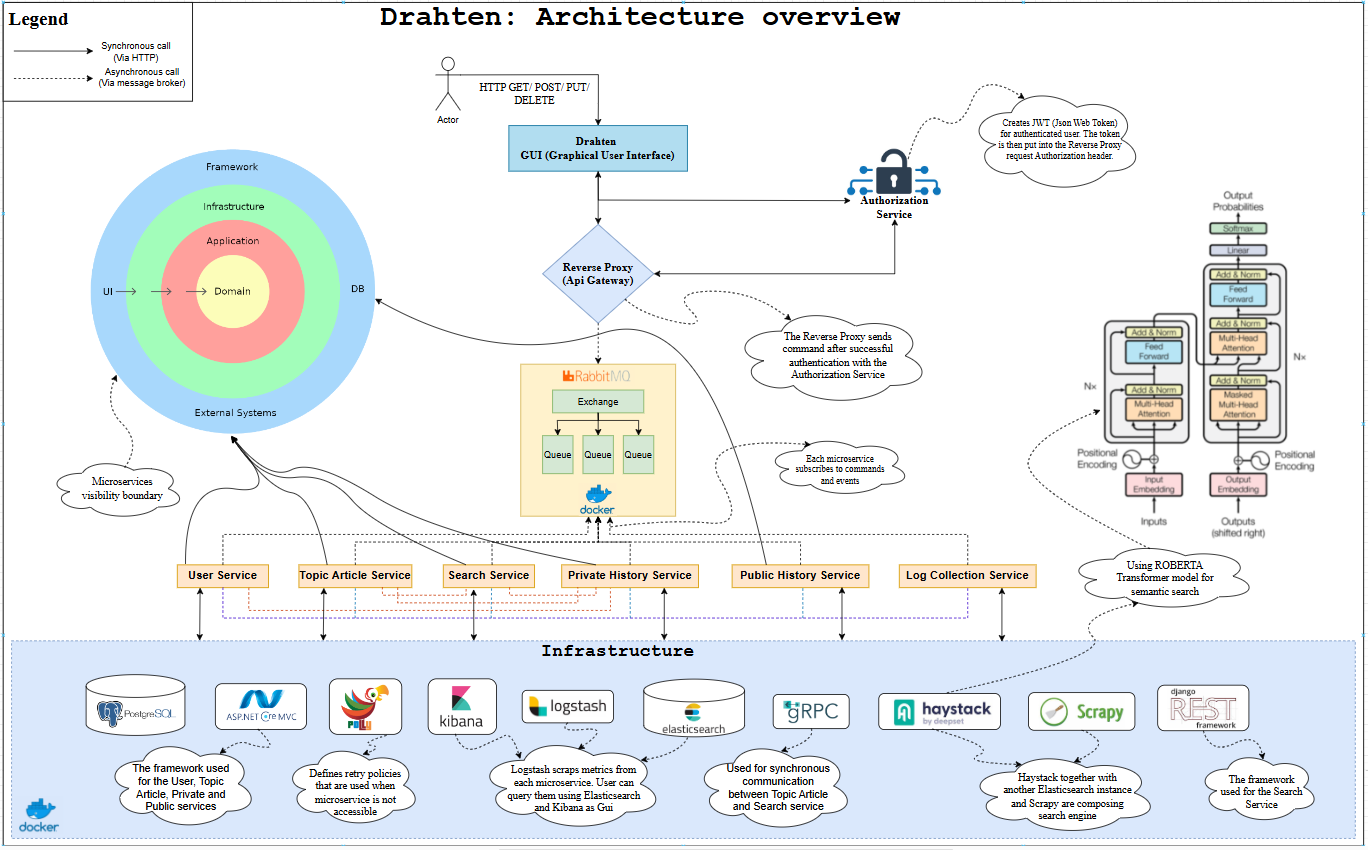 Drahten: Architecture overview
Legend
Synchronous call
(Via HTTP)
Asynchronous call
(Via message broker)
Actor
HTTP GET/ POST/ PUT/
DELETE
Drahten
GUI (Graphical User Interface)
Authorization
Service
Creates JWT (Json Web Token)
for authenticated user. The token
is then put into the Reverse Proxy
request Authorization header.
Reverse Proxy
(Api Gateway)
The Reverse Proxy sends
command after successful
authentication with the
Authorization Service
Framework
Infrastructure
Application
Domain
UI
DB
External Systems
Microservices
visibility boundary
RabbitMQ
Exchange
Queue
Queue
Queue
docker
Each microservice
subscribes to commands
and events
Output
Probabilities
Softmax
Linear
Add & Norm
Feed
Forward
Add & Norm
Multi-Head
Attention
Add & Norm
Masked
Multi-Head
Attention
N×
Add & Norm
Feed
Forward
Add & Norm
Multi-Head
Attention
N×
Positional
Encoding
Positional
Encoding
Input
Embedding
Output
Embedding
Inputs
Outputs
(shifted right)
Using ROBERTA
Transformer model for
semantic search
User Service
Topic Article Service
Search Service
Private History Service
Public History Service
Log Collection Service
Infrastructure
PostgreSQL
ASP.NET Core MVC
POLLY
kibana
logstash
elasticsearch
gRPC
haystack
by deepset
Scrapy
django
REST
framework
The framework used
for the User, Topic
Article, Private and
Public services
Defines retry policies
that are used when
microservice is not
accessible
Logstash scraps metrics from
each microservice. User can
query them using Elasticsearch
and Kibana as Gui
Used for synchronous
communication
between Topic Article
and Search service
Haystack together with
another Elasticsearch instance
and Scrapy are composing
search engine
The framework
used for the Search
Service
docker